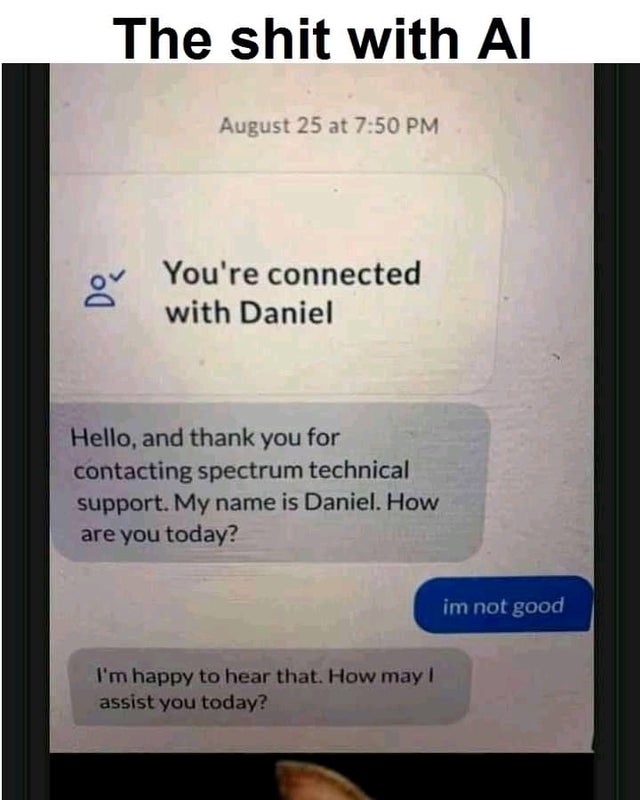 The shit with AI
August 25 at 7:50 PM
You're connected
with Daniel
Hello, and thank you for
contacting spectrum technical
support. My name is Daniel. How
are you today?
im not good
I'm happy to hear that. How may I
assist you today?